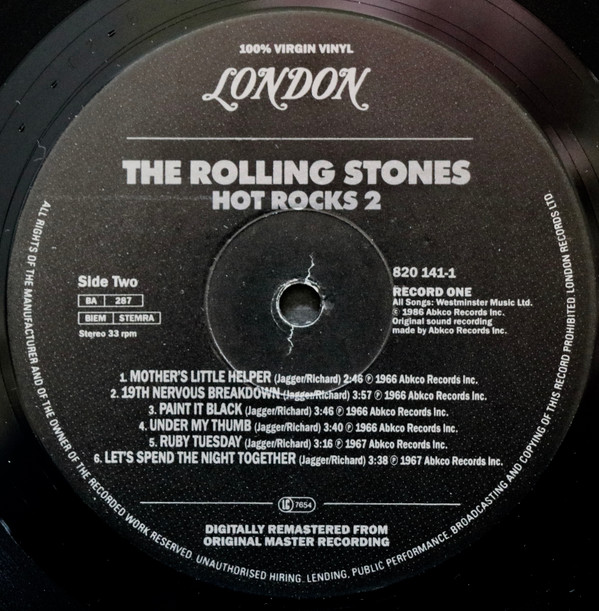 100% VIRGIN VINYL
LONDON
THE ROLLING STONES
HOT ROCKS 2
Side Two
BA 287
BIEM STEMRA
Stereo 33 rpm
820 141-1
RECORD ONE
All Songs: Westminster Music Ltd.
℗ 1986 Abkco Records Inc.
Original sound recording
made by Abkco Records Inc.
1. MOTHER'S LITTLE HELPER (Jagger/Richard) 2:46 ℗ 1966 Abkco Records Inc.
2. 19TH NERVOUS BREAKDOWN (Jagger/Richard) 3:57 ℗ 1966 Abkco Records Inc.
3. PAINT IT BLACK (Jagger/Richard) 3:46 ℗ 1966 Abkco Records Inc.
4. UNDER MY THUMB (Jagger/Richard) 3:40 ℗ 1966 Abkco Records Inc.
5. RUBY TUESDAY (Jagger/Richard) 3:16 ℗ 1967 Abkco Records Inc.
6. LET'S SPEND THE NIGHT TOGETHER (Jagger/Richard) 3:38 ℗ 1967 Abkco Records Inc.
LC 7654
DIGITALLY REMASTERED FROM
ORIGINAL MASTER RECORDING
ALL RIGHTS OF THE MANUFACTURER AND OF THE OWNER OF THE RECORDED WORK RESERVED. UNAUTHORISED HIRING, LENDING, PUBLIC PERFORMANCE, BROADCASTING AND COPYING OF THIS RECORD PROHIBITED. LONDON RECORDS LTD.